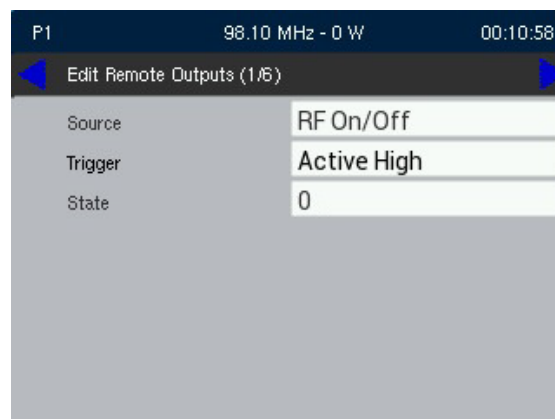 P1 98.10 MHz - 0 W 00:10:58
Edit Remote Outputs (1/6)
Source RF On/Off
Trigger Active High
State 0